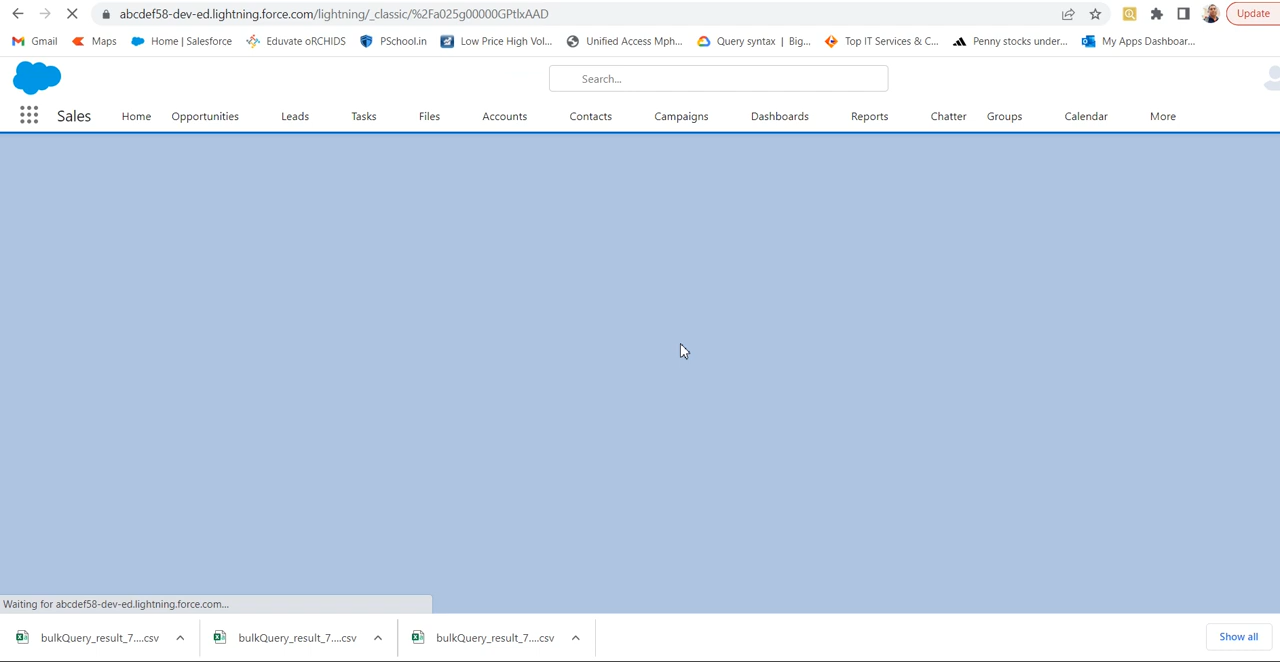 abcdef58-dev-ed.lightning.force.com/lightning/_classic/%2Fa025g00000GPtlxAAD
Update
Gmail Maps Home | Salesforce Eduvate oRCHIDS PSchool.in Low Price High Vol... Unified Access Mph... Query syntax | Big... Top IT Services & C... Penny stocks under... My Apps Dashboar...
Search...
Sales Home Opportunities Leads Tasks Files Accounts Contacts Campaigns Dashboards Reports Chatter Groups Calendar More
Waiting for abcdef58-dev-ed.lightning.force.com...
bulkQuery_result_7....csv bulkQuery_result_7....csv bulkQuery_result_7....csv Show all